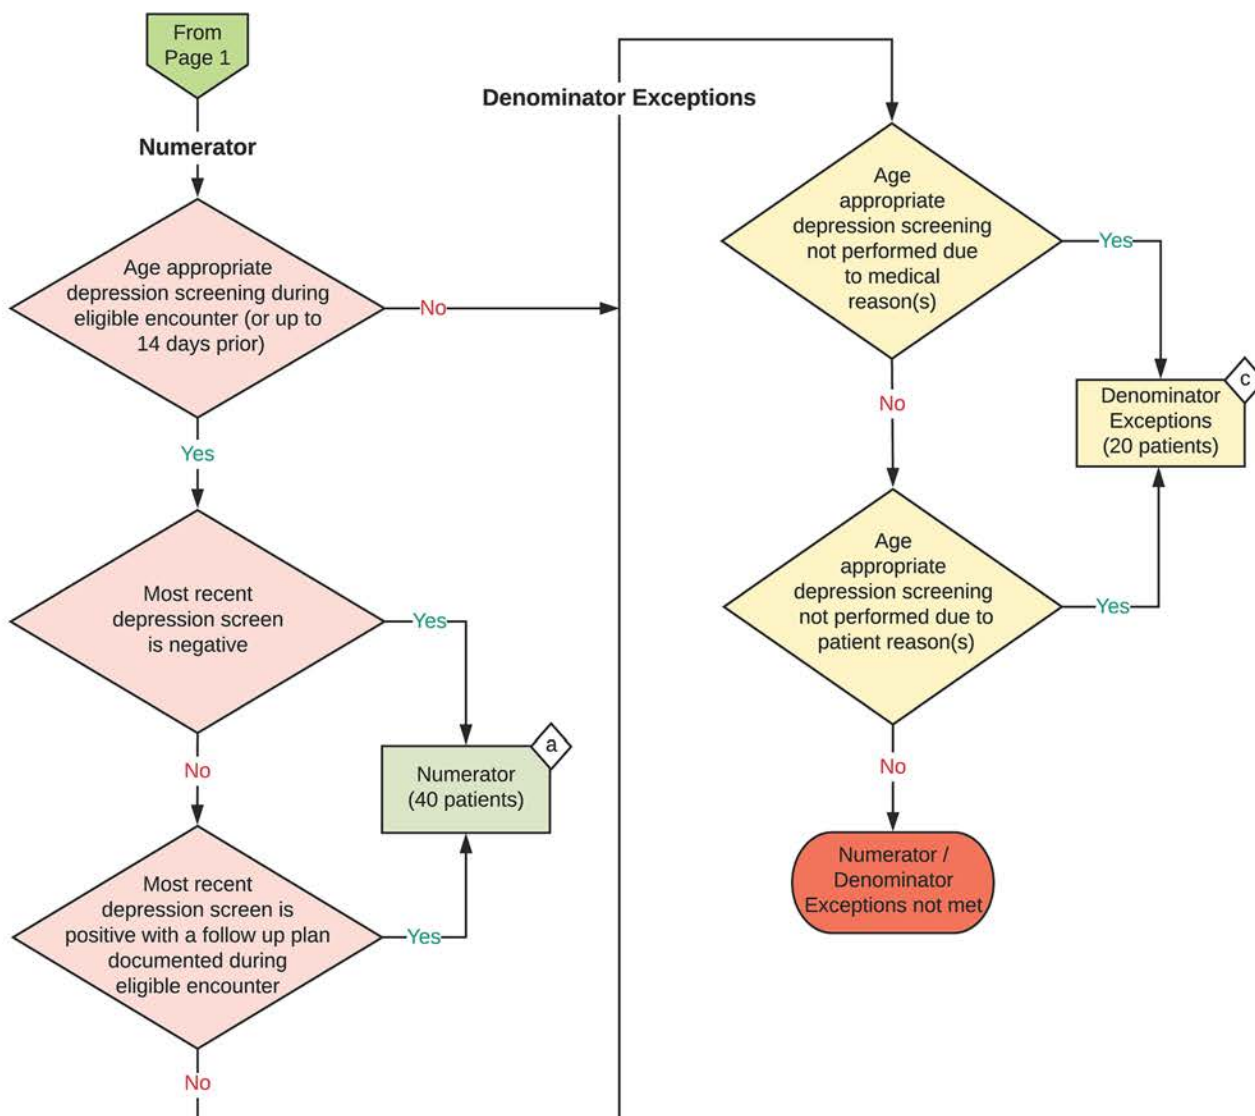 From
Page 1
Numerator
Age appropriate
depression screening during
eligible encounter (or up to
14 days prior)
No
Yes
Most recent
depression screen
is negative
Yes
No
a
Numerator
(40 patients)
Most recent
depression screen is
positive with a follow up plan
documented during
eligible encounter
Yes
No
Denominator Exceptions
Age
appropriate
depression screening
not performed due
to medical
reason(s)
Yes
No
c
Denominator
Exceptions
(20 patients)
Age
appropriate
depression screening
not performed due to
patient reason(s)
Yes
No
Numerator /
Denominator
Exceptions not met